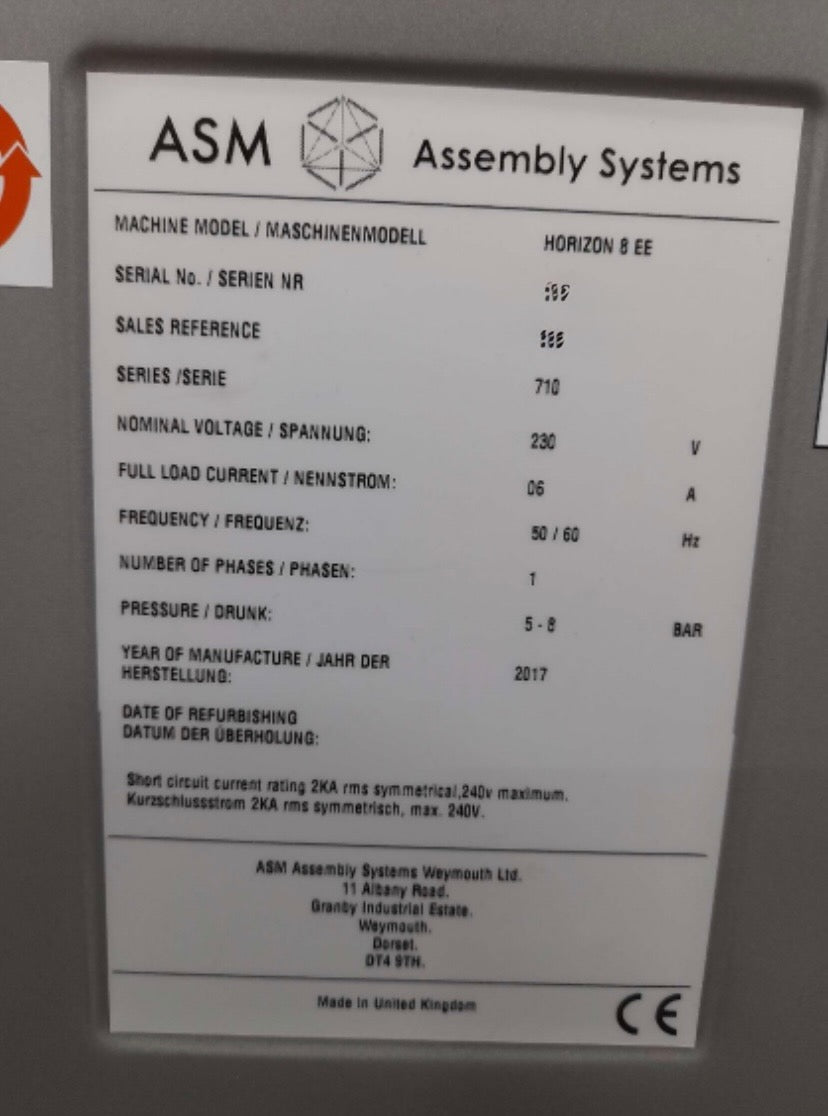 ASM Assembly Systems
MACHINE MODEL / MASCHINENMODELL HORIZON 8 EE
SERIAL No. / SERIEN NR
SALES REFERENCE
SERIES /SERIE 710
NOMINAL VOLTAGE / SPANNUNG: 230 V
FULL LOAD CURRENT / NENNSTROM: 06 A
FREQUENCY / FREQUENZ: 50 / 60 Hz
NUMBER OF PHASES / PHASEN: 1
PRESSURE / DRUNK: 5 - 8 BAR
YEAR OF MANUFACTURE / JAHR DER
HERSTELLUNG: 2017
DATE OF REFURBISHING
DATUM DER ÜBERHOLUNG:
Short circuit current rating 2KA rms symmetrical,240v maximum.
Kurzschlussstrom 2KA rms symmetrisch, max. 240V.
ASM Assembly Systems Weymouth Ltd.
11 Albany Road.
Granby Industrial Estate.
Weymouth.
Dorset.
DT4 9TH.
Made In United Kingdom
CE